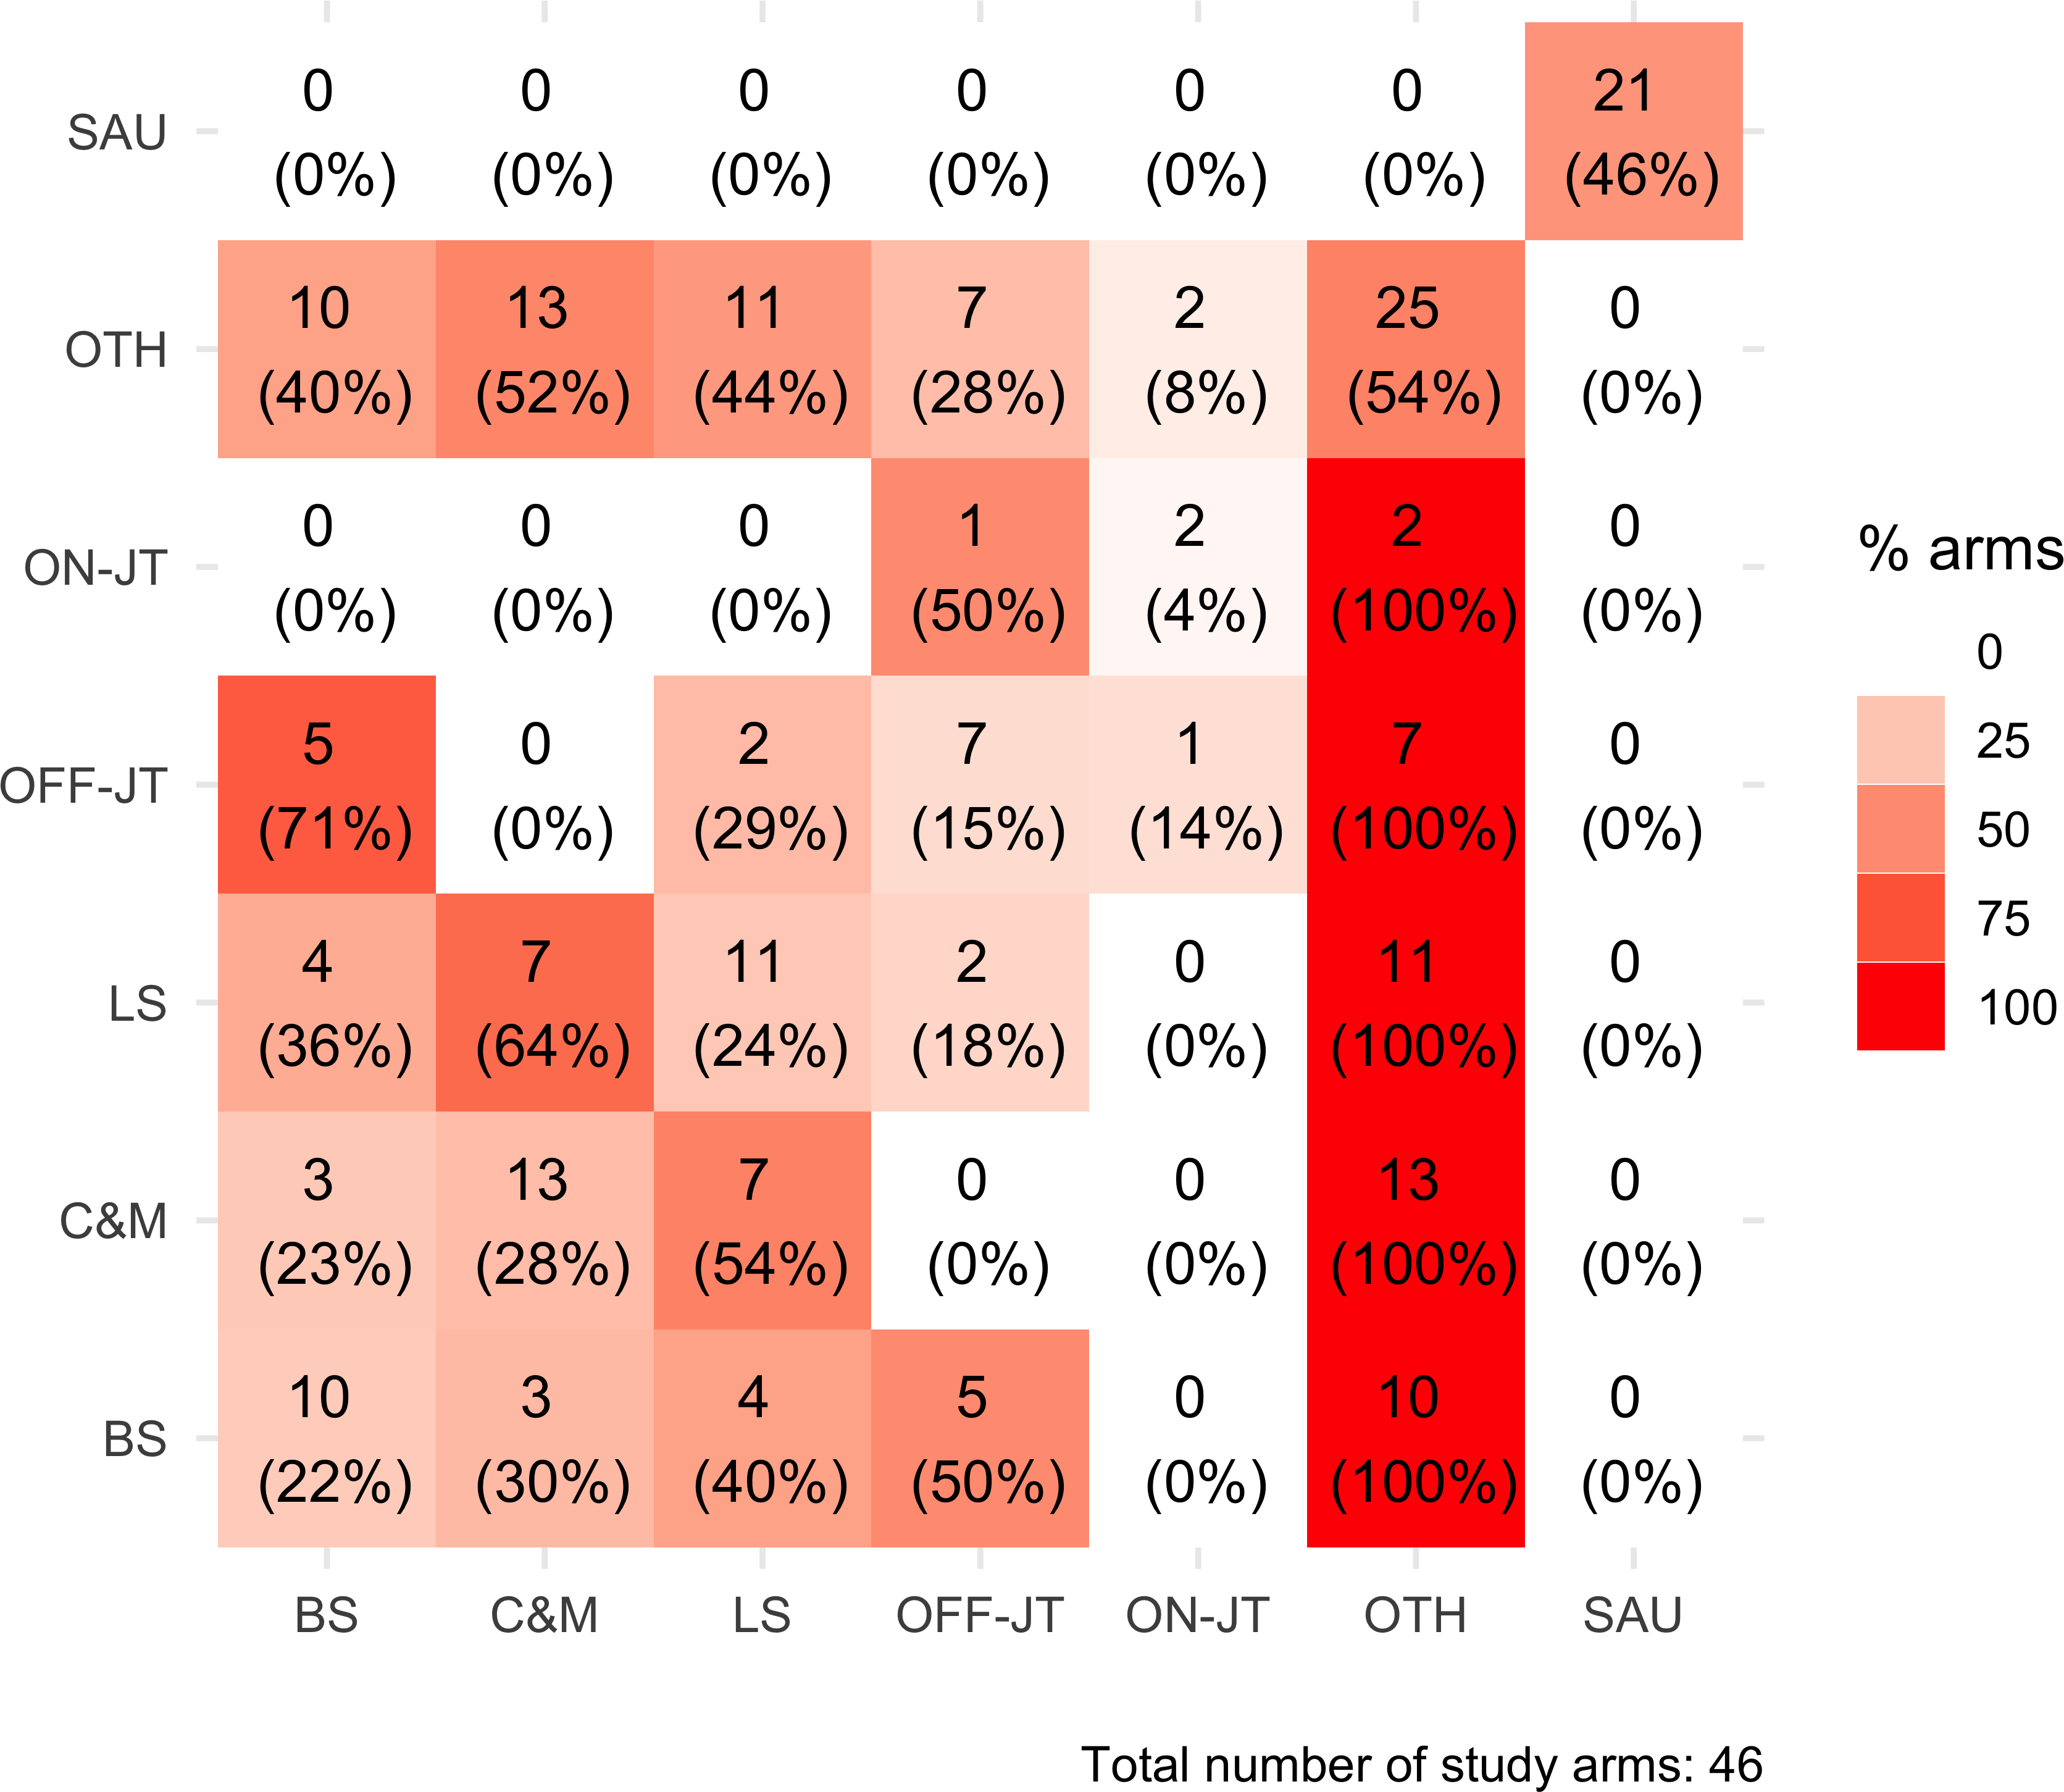 0 0 0 0 0 0 21
SAU
(0%) (0%) (0%) (0%) (0%) (0%) (46%)
10 13 11 7 2 25 0
OTH
(40%) (52%) (44%) (28%) (8%) (54%) (0%)
0 0 0 1 2 2 0
ON-JT
(0%) (0%) (0%) (50%) (4%) (100%) (0%)
5 0 2 7 1 7 0
OFF-JT
(71%) (0%) (29%) (15%) (14%) (100%) (0%)
4 7 11 2 0 11 0
LS
(36%) (64%) (24%) (18%) (0%) (100%) (0%)
3 13 7 0 0 13 0
C&M
(23%) (28%) (54%) (0%) (0%) (100%) (0%)
10 3 4 5 0 10 0
BS
(22%) (30%) (40%) (50%) (0%) (100%) (0%)
BS C&M LS OFF-JT ON-JT OTH SAU
% arms
0
25
50
75
100
Total number of study arms: 46